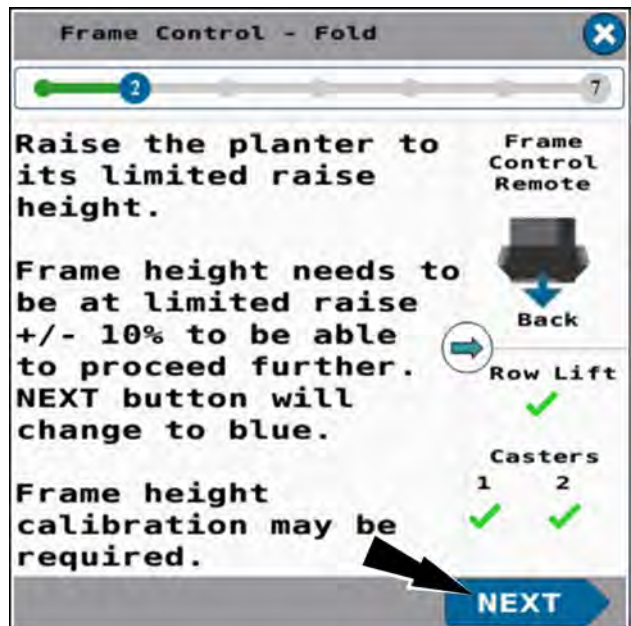 Frame Control - Fold
2
7
Raise the planter to
its limited raise
height.
Frame height needs to
be at limited raise
+/- 10% to be able
to proceed further.
NEXT button will
change to blue.
Frame height
calibration may be
required.
Frame
Control
Remote
Back
Row Lift
Casters
1 2
NEXT